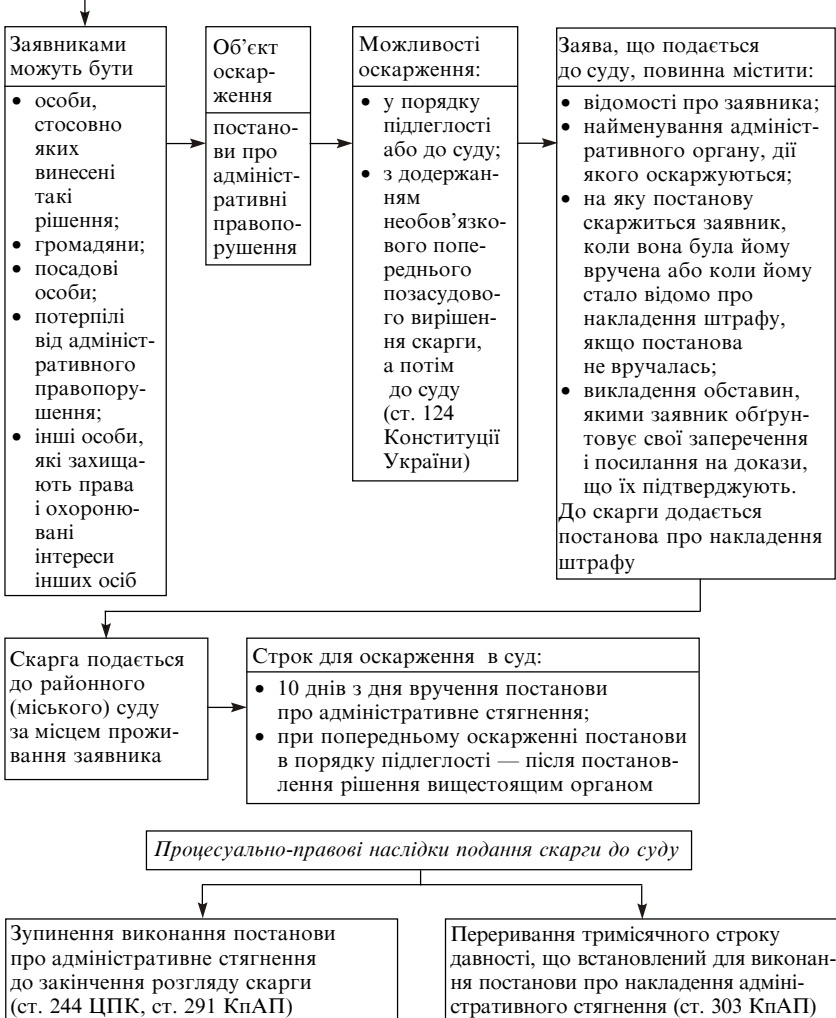 Заявниками
можуть бути
• особи,
стосовно
яких
винесені
такі
рішення;
• громадяни;
• посадові
особи;
• потерпілі
від адмініст-
ративного
правопору-
шення;
• інші особи,
які захища-
ють права
і охороню-
вані
інтереси
інших осіб
Об’єкт
оскар-
ження
постано-
ви про
адмініст-
ративні
правопо-
рушення
Можливості
оскарження:
• у порядку
підлеглості
або до суду;
• з додержан-
ням
необов’язко-
вого попе-
реднього
позасудово-
го вирішен-
ня скарги,
а потім
до суду
(ст. 124
Конституції
України)
Заява, що подається
до суду, повинна містити:
• відомості про заявника;
• найменування адмініст-
ративного органу, дії
якого оскаржуються;
• на яку постанову
скаржиться заявник,
коли вона була йому
вручена або коли йому
стало відомо про
накладення штрафу,
якщо постанова
не вручалась;
• викладення обставин,
якими заявник обґрун-
товує свої заперечення
і посилання на докази,
що їх підтверджують.
До скарги додається
постанова про накладення
штрафу
Скарга подається
до районного
(міського) суду
за місцем прожи-
вання заявника
Строк для оскарження в суд:
• 10 днів з дня вручення постанови
про адміністративне стягнення;
• при попередньому оскарженні постанови
в порядку підлеглості — після постанов-
лення рішення вищестоящим органом
Процесуально-правові наслідки подання скарги до суду
Зупинення виконання постанови
про адміністративне стягнення
до закінчення розгляду скарги
(ст. 244 ЦПК, ст. 291 КпАП)
Переривання тримісячного строку
давності, що встановлений для виконан-
ня постанови про накладення адміні-
стративного стягнення (ст. 303 КпАП)